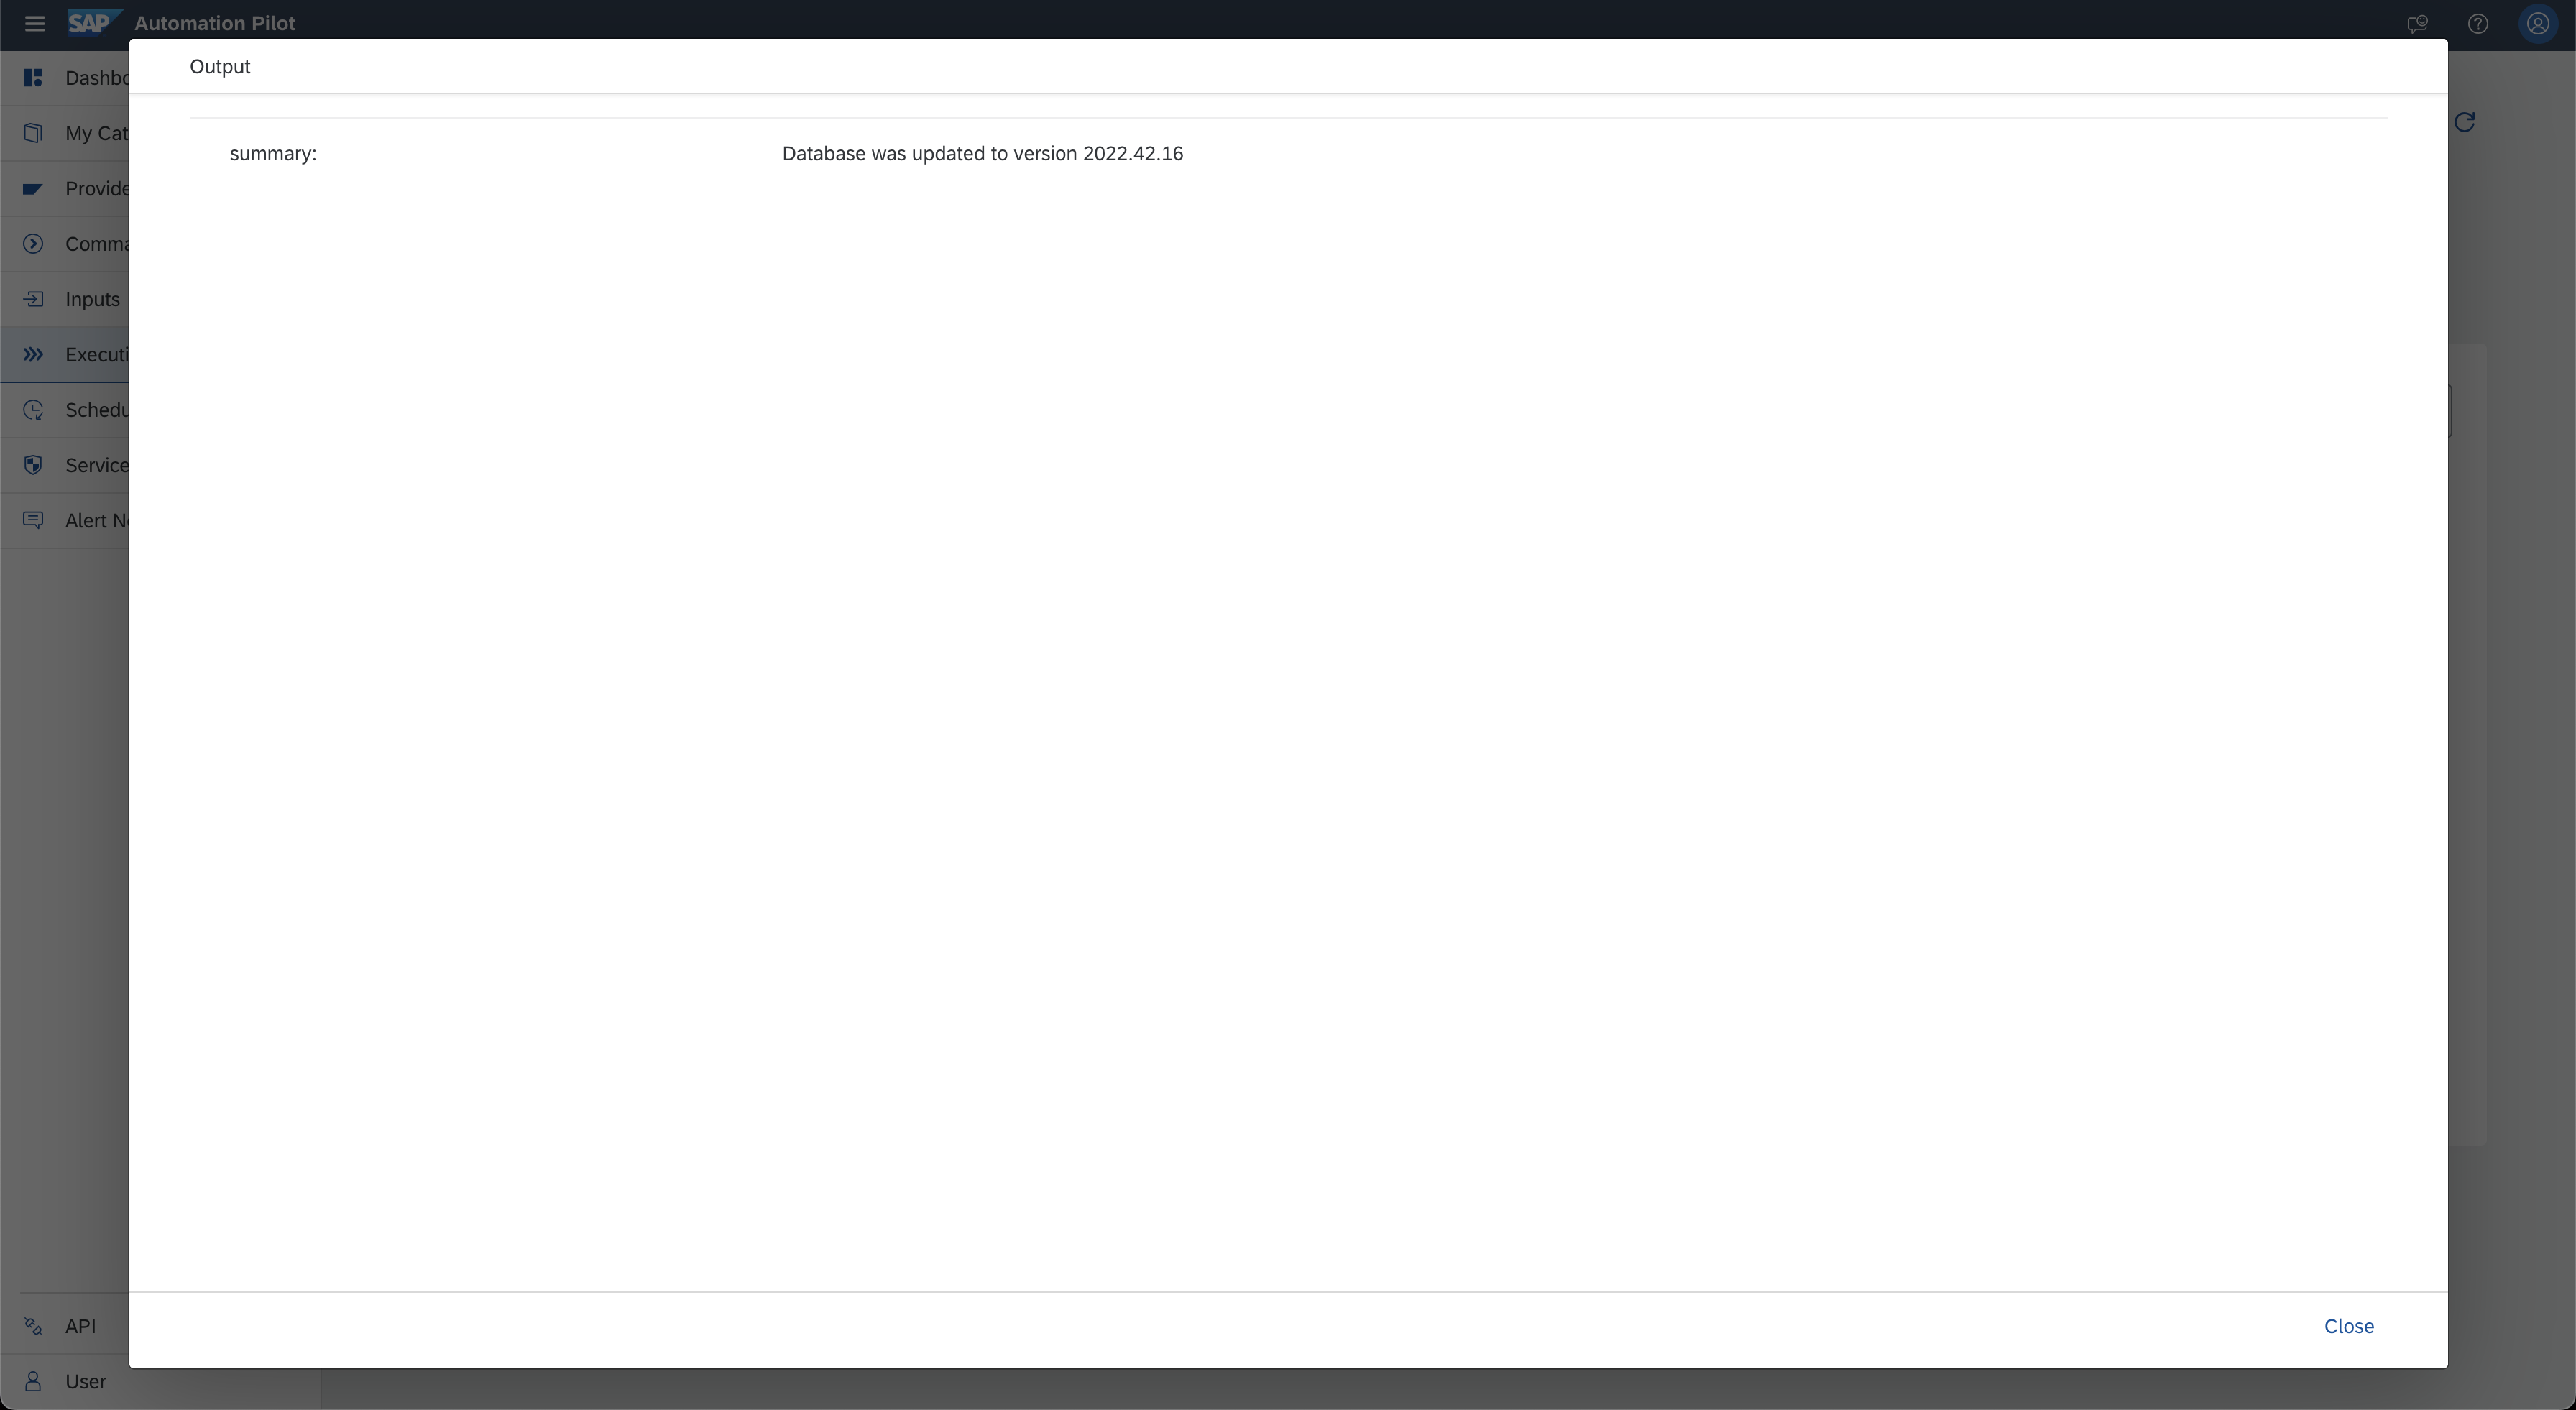 SAP Automation Pilot
Output
Dashbo
My Cat
Provide
Comma
Inputs
Executi
Schedu
Service
Alert N
summary:
Database was updated to version 2022.42.16
API
User
Close